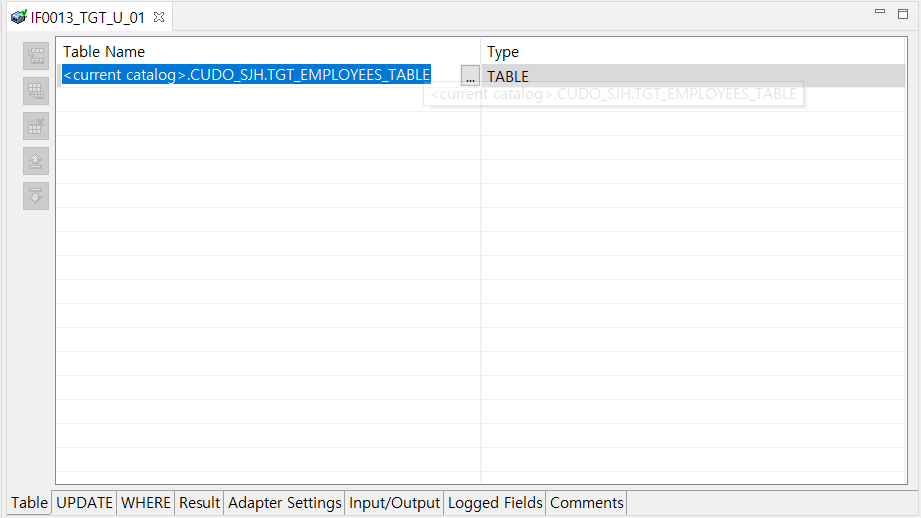 IF0013_TGT_U_01
Table Name Type
<current catalog>.CUDO_SJH.TGT_EMPLOYEES_TABLE ... TABLE
<current catalog>.CUDO_SJH.TGT_EMPLOYEES_TABLE
Table UPDATE WHERE Result Adapter Settings Input/Output Logged Fields Comments